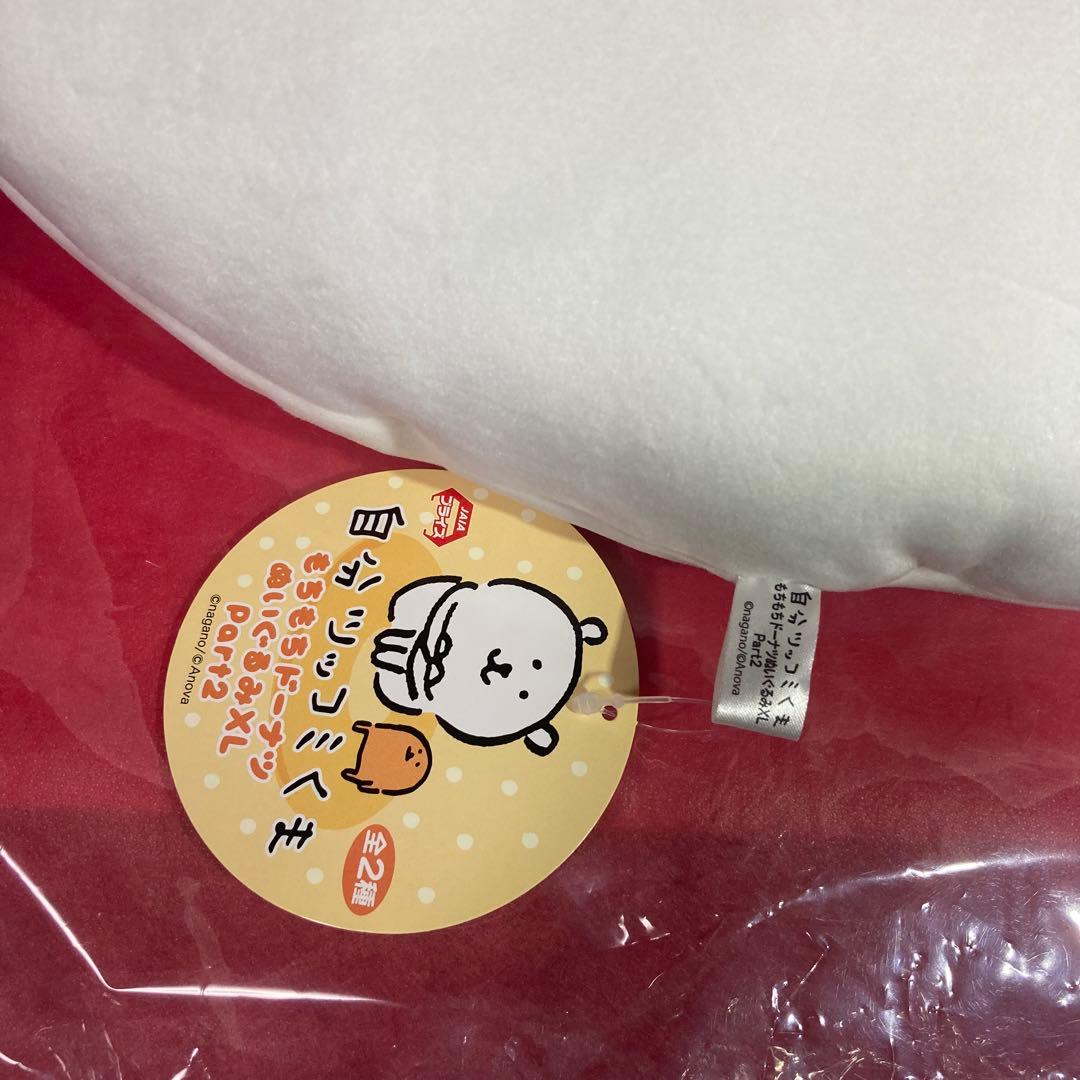 JAIA
プライズ
自分ツッコミくま
もちもちドーナツ
ぬいぐるみXL
Part2
©nagano/©Anova
全2種
自分ツッコミくま
もちもちドーナツぬいぐるみXL
Part2
©nagano/©Anova